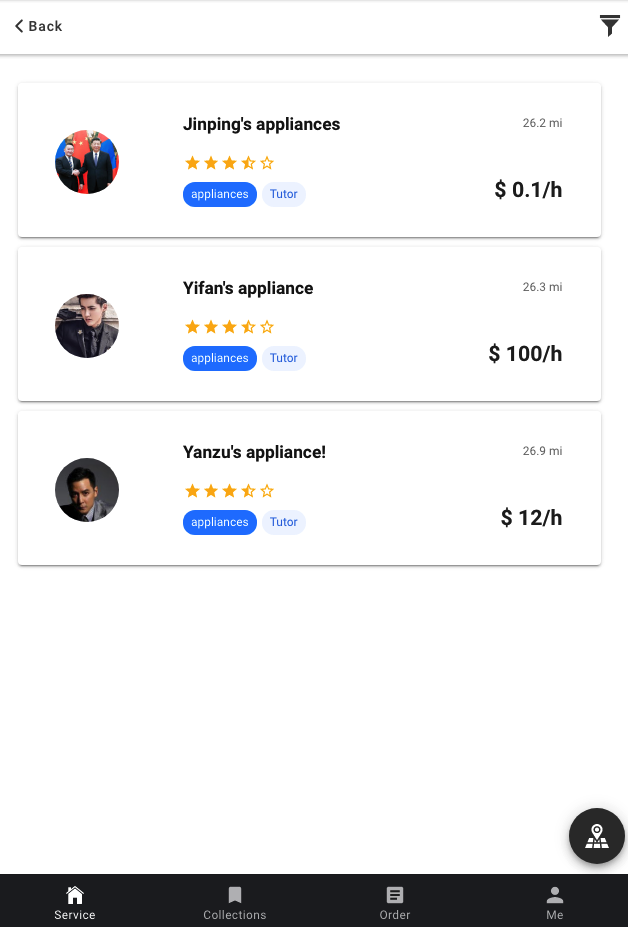 Back
Jinping's appliances
26.2 mi
appliances Tutor
$ 0.1/h
Yifan's appliance
26.3 mi
appliances Tutor
$ 100/h
Yanzu's appliance!
26.9 mi
appliances Tutor
$ 12/h
Service Collections Order Me